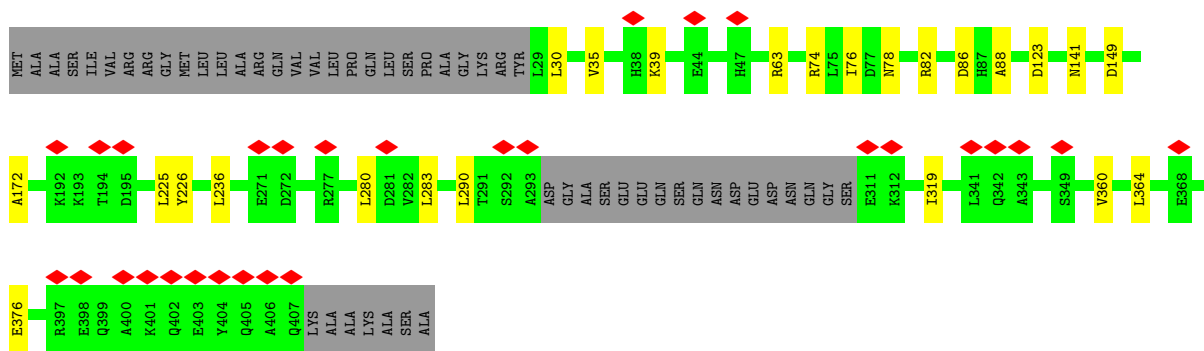 MET ALA ALA SER ILE VAL ARG ARG GLY MET LEU LEU ALA ARG GLN VAL VAL LEU PRO GLN LEU SER PRO ALA GLY LYS ARG TYR L29 L30 V35 H38 K39 E44 H47 R63 R74 L75 I76 D77 N78 R82 D86 H87 A88 D123 N141 D149
A172 K192 K193 T194 D195 L225 Y226 L236 E271 D272 R277 L280 D281 V282 L283 L290 T291 S292 A293 ASP GLY ALA SER GLU GLU GLN SER GLN ASN ASP GLU ASP ASN GLN GLY SER E311 K312 I319 L341 Q342 A343 S349 V360 L364 E368
E376 R397 E398 Q399 A400 K401 Q402 E403 Y404 Q405 A406 Q407 LYS ALA ALA LYS ALA SER ALA